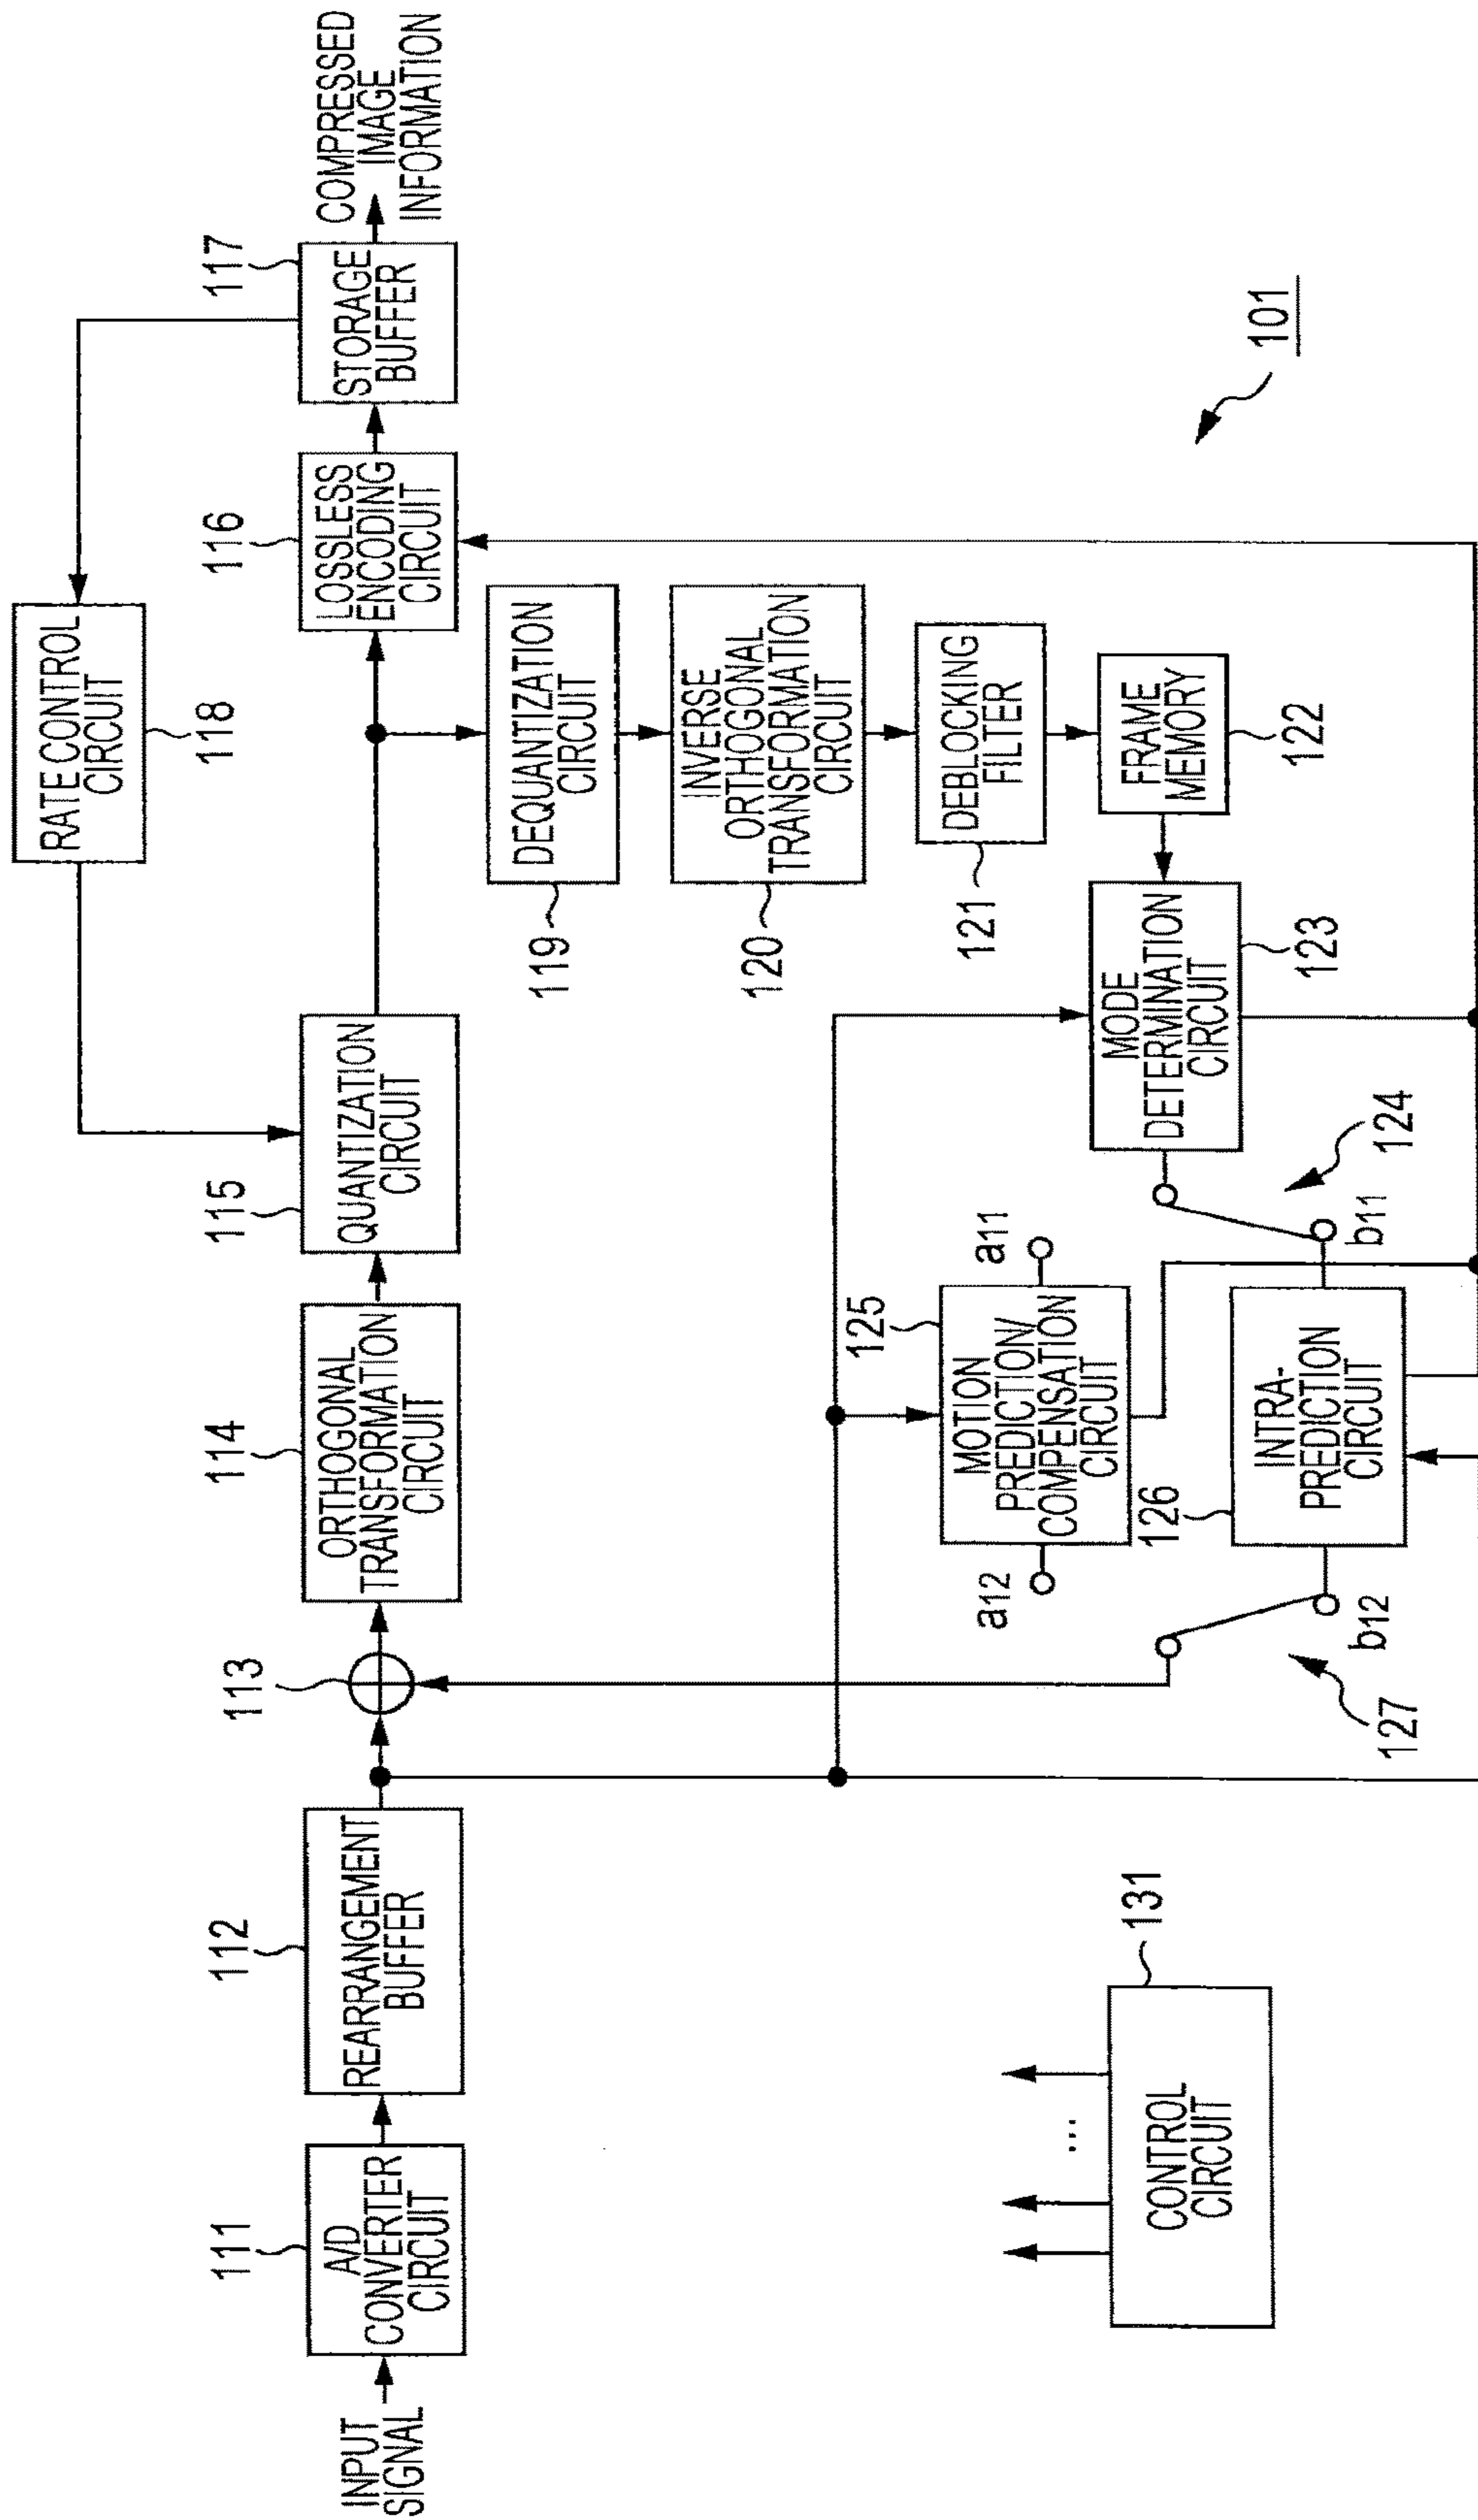 INPUT
SIGNAL
111
A/D
CONVERTER
CIRCUIT
112
REARRANGEMENT
BUFFER
113
114
ORTHOGONAL
TRANSFORMATION
CIRCUIT
115
QUANTIZATION
CIRCUIT
RATE CONTROL
CIRCUIT
118
116
LOSSLESS
ENCODING
CIRCUIT
117
STORAGE
BUFFER
COMPRESSED
IMAGE
INFORMATION
DEQUANTIZATION
CIRCUIT
119
INVERSE
ORTHOGONAL
TRANSFORMATION
CIRCUIT
120
DEBLOCKING
FILTER
121
FRAME
MEMORY
122
MODE
DETERMINATION
CIRCUIT
123
124
125
MOTION
PREDICTION/
COMPENSATION
CIRCUIT
a11
a12
126
INTRA-
PREDICTION
CIRCUIT
b11
b12
127
131
CONTROL
CIRCUIT
...
101